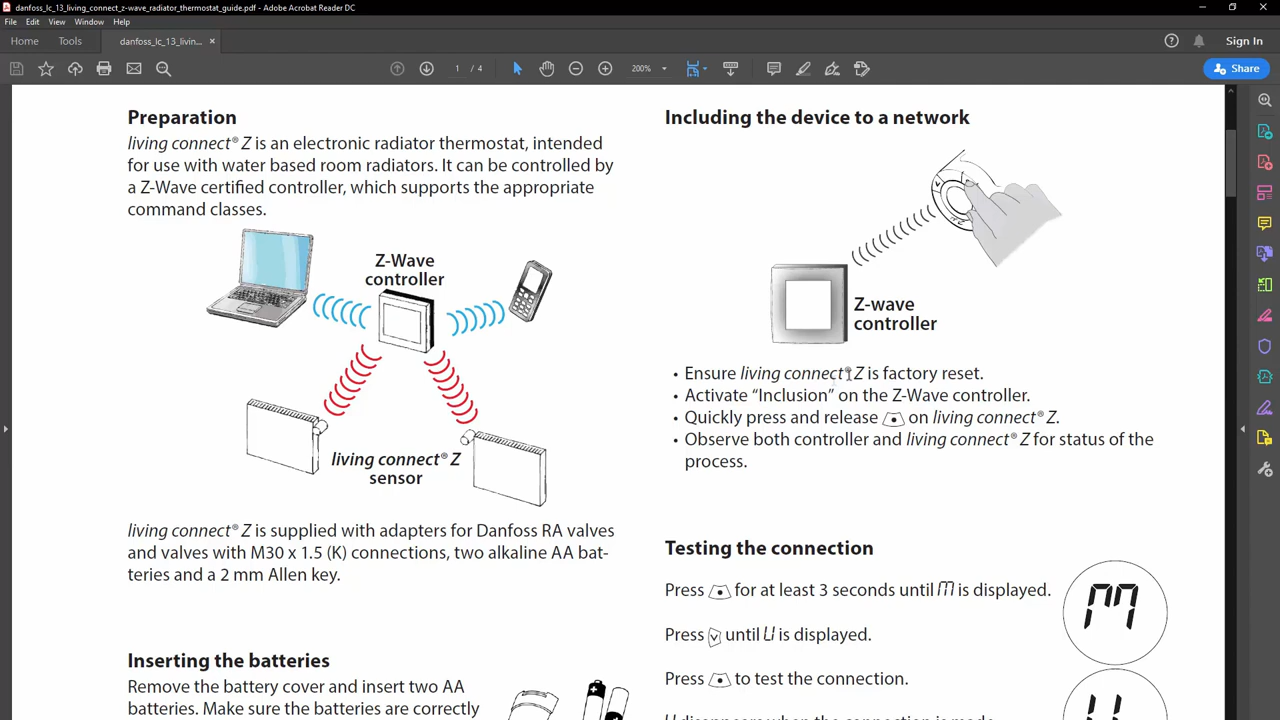 danfoss_lc_13_living_connect_z-wave_radiator_thermostat_guide.pdf - Adobe Acrobat Reader DC
File Edit View Window Help
Home Tools danfoss_lc_13_livin... × Sign In
1 / 4 200% Share
Preparation
living connect® Z is an electronic radiator thermostat, intended
for use with water based room radiators. It can be controlled by
a Z-Wave certified controller, which supports the appropriate
command classes.
Z-Wave
controller
living connect® Z
sensor
living connect® Z is supplied with adapters for Danfoss RA valves
and valves with M30 x 1.5 (K) connections, two alkaline AA bat-
teries and a 2 mm Allen key.
Inserting the batteries
Remove the battery cover and insert two AA
batteries. Make sure the batteries are correctly
Including the device to a network
Z-wave
controller
• Ensure living connect® Z is factory reset.
• Activate “Inclusion” on the Z-Wave controller.
• Quickly press and release on living connect® Z.
• Observe both controller and living connect® Z for status of the
process.
Testing the connection
Press for at least 3 seconds until M is displayed.
M
Press until U is displayed.
Press to test the connection.
U disappears when the connection is made